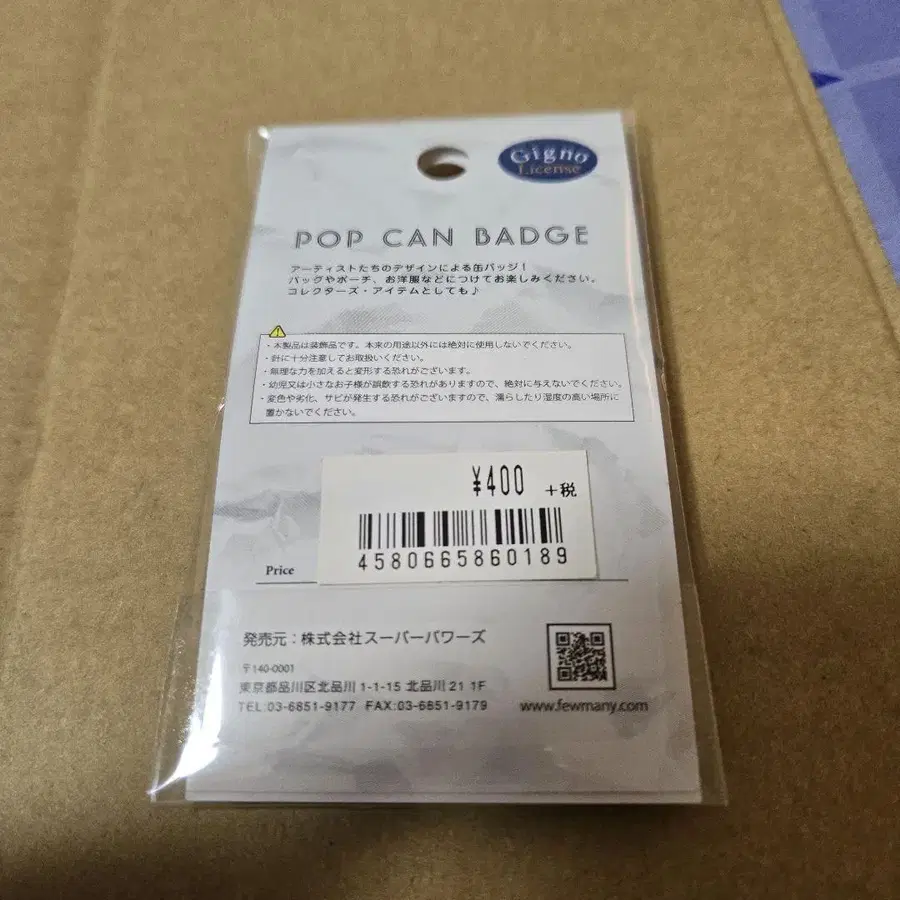 Gigno
License
POP CAN BADGE
アーティストたちのデザインによる缶バッジ！
バッグやポーチ、お洋服などにつけてお楽しみください。
コレクターズ・アイテムとしても♪
・本製品は装飾品です。本来の用途以外には絶対に使用しないでください。
・針に十分注意してお取扱いください。
・無理な力を加えると変形する恐れがございます。
・幼児又は小さなお子様が誤飲する恐れがありますので、絶対に与えないでください。
・変色や劣化、サビが発生する恐れがございますので、濡らしたり湿度の高い場所に
置かないでください。
¥400 +税
4580665860189
Price
発売元：株式会社スーパーパワーズ
〒140-0001
東京都品川区北品川 1-1-15 北品川 21 1F
TEL:03-6851-9177 FAX:03-6851-9179
www.fewmany.com